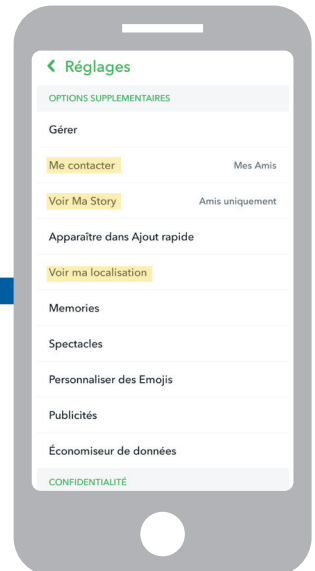 Réglages
OPTIONS SUPPLEMENTAIRES
Gérer
Me contacter Mes Amis
Voir Ma Story Amis uniquement
Apparaître dans Ajout rapide
Voir ma localisation
Memories
Spectacles
Personnaliser des Emojis
Publicités
Économiseur de données
CONFIDENTIALITÉ